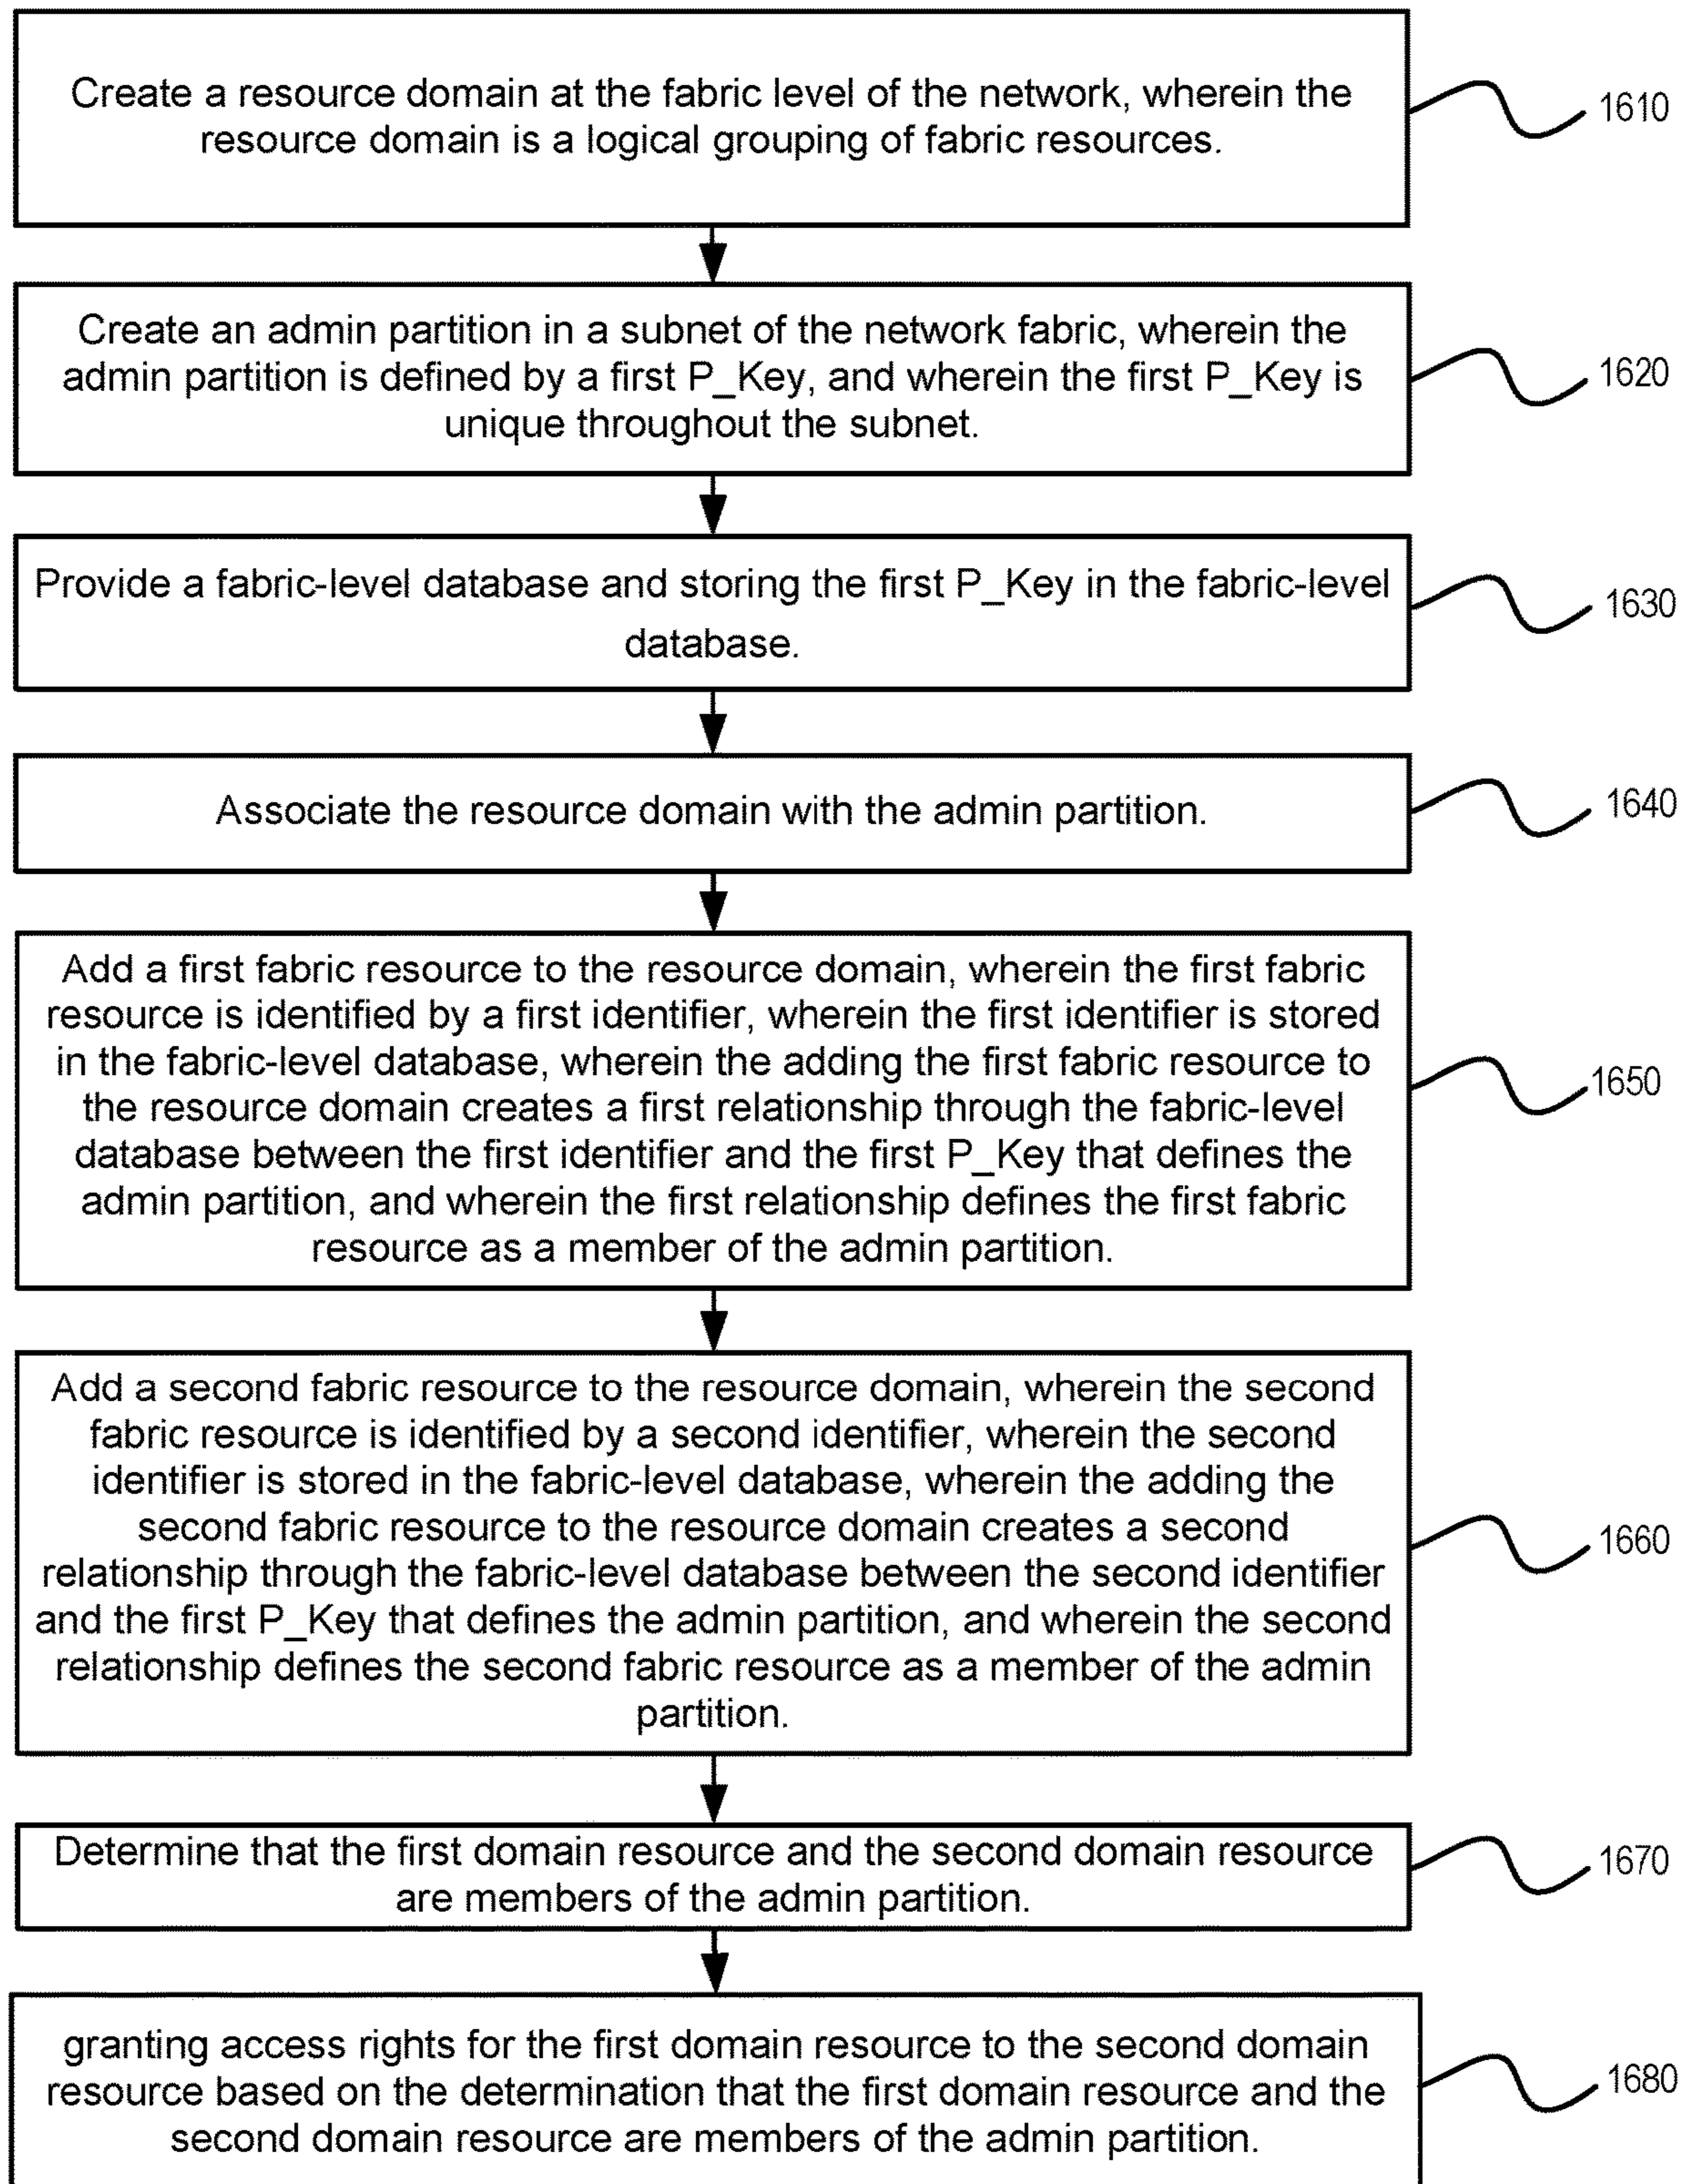 Create a resource domain at the fabric level of the network, wherein the
resource domain is a logical grouping of fabric resources.
1610
Create an admin partition in a subnet of the network fabric, wherein the
admin partition is defined by a first P_Key, and wherein the first P_Key is
unique throughout the subnet.
1620
Provide a fabric-level database and storing the first P_Key in the fabric-level
database.
1630
Associate the resource domain with the admin partition.
1640
Add a first fabric resource to the resource domain, wherein the first fabric
resource is identified by a first identifier, wherein the first identifier is stored
in the fabric-level database, wherein the adding the first fabric resource to
the resource domain creates a first relationship through the fabric-level
database between the first identifier and the first P_Key that defines the
admin partition, and wherein the first relationship defines the first fabric
resource as a member of the admin partition.
1650
Add a second fabric resource to the resource domain, wherein the second
fabric resource is identified by a second identifier, wherein the second
identifier is stored in the fabric-level database, wherein the adding the
second fabric resource to the resource domain creates a second
relationship through the fabric-level database between the second identifier
and the first P_Key that defines the admin partition, and wherein the second
relationship defines the second fabric resource as a member of the admin
partition.
1660
Determine that the first domain resource and the second domain resource
are members of the admin partition.
1670
granting access rights for the first domain resource to the second domain
resource based on the determination that the first domain resource and the
second domain resource are members of the admin partition.
1680